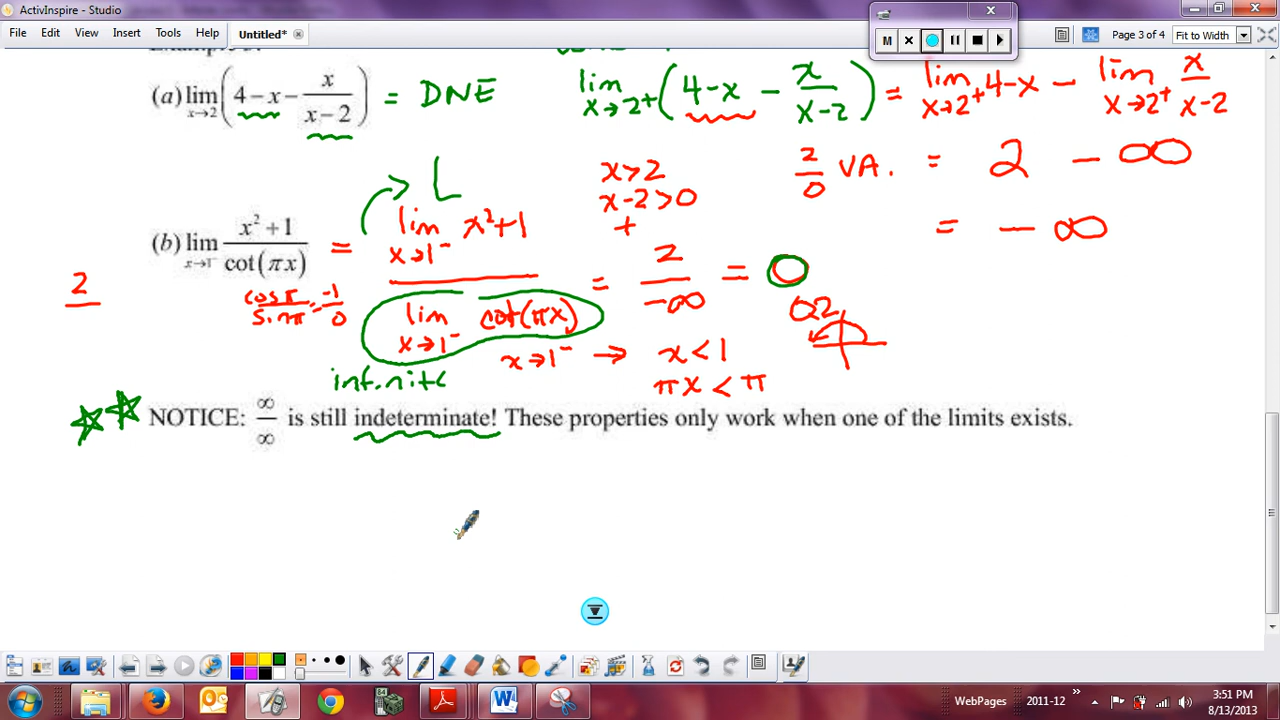 ActivInspire - Studio
File Edit View Insert Tools Help Untitled*
Page 3 of 4 Fit to Width
M
(a) lim x→2 (4−x− x/(x−2)) = DNE
lim x→2+ (4−x − x/(x−2)) = lim x→2+ 4−x − lim x→2+ x/(x−2)
2/0 VA. = 2 − ∞
= −∞
x>2
x−2>0
+
L
(b) lim x→1⁻ (x²+1)/cot(πx) = lim x→1⁻ x²+1 / lim x→1⁻ cot(πx) = 2/−∞ = 0
2
cosπ/sinπ = −1/0
Q2
x→1⁻ → x<1
πx < π
infinite
NOTICE: ∞/∞ is still indeterminate! These properties only work when one of the limits exists.
WebPages 2011-12 »
3:51 PM
8/13/2013